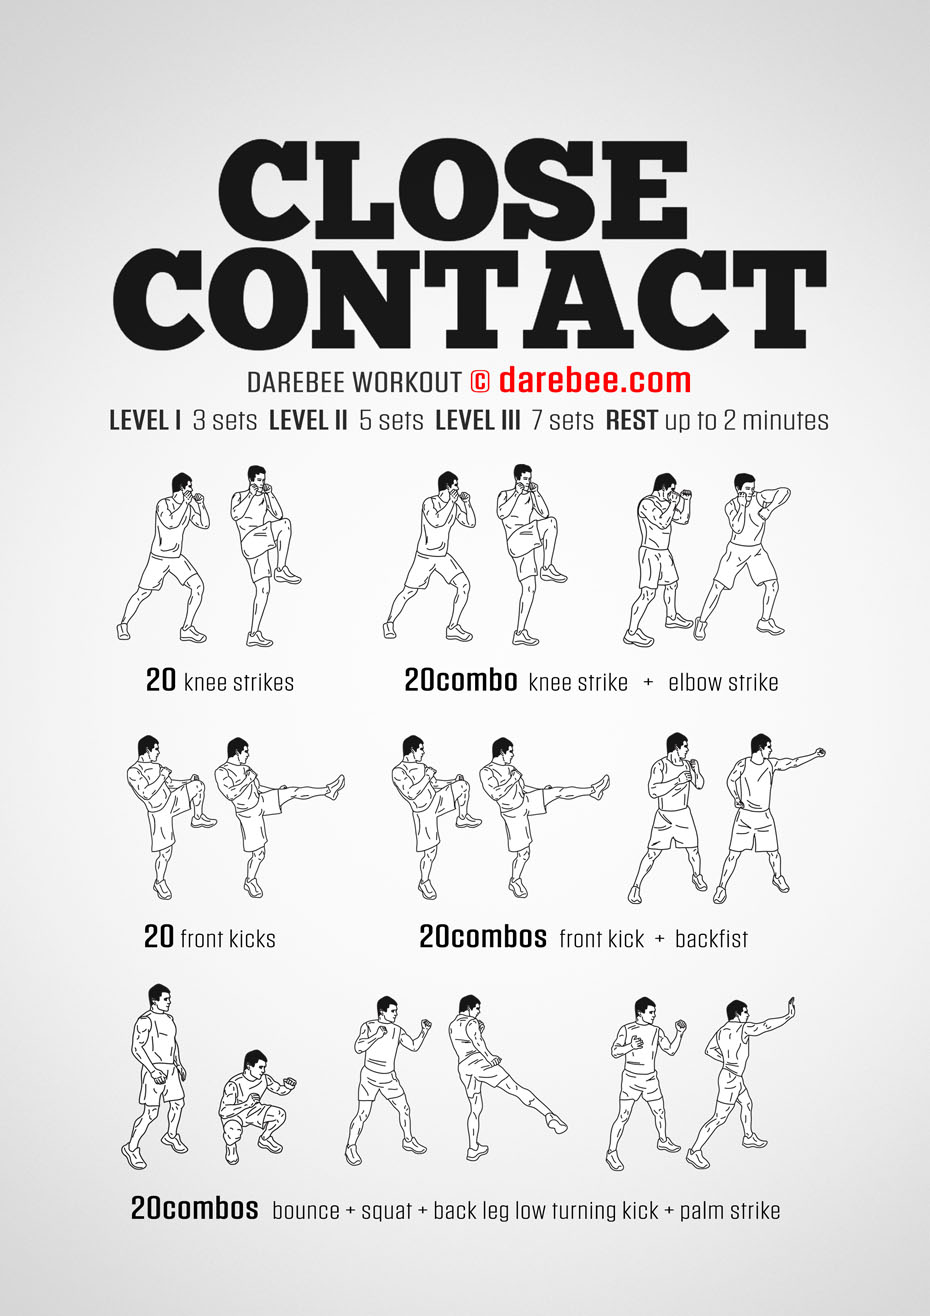 CLOSE
CONTACT
DAREBEE WORKOUT © darebee.com
LEVEL I 3 sets LEVEL II 5 sets LEVEL III 7 sets REST up to 2 minutes
20 knee strikes
20combo knee strike + elbow strike
20 front kicks
20combos front kick + backfist
20combos bounce + squat + back leg low turning kick + palm strike